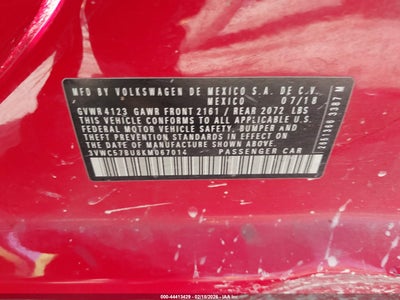 MFD BY VOLKSWAGEN DE MEXICO S.A. DE C.V.
MEXICO 07/18
GVWR 4123 GAWR FRONT 2161 / REAR 2072 LBS
THIS VEHICLE CONFORMS TO ALL APPLICABLE U.S.
FEDERAL MOTOR VEHICLE SAFETY, BUMPER AND
THEFT PREVENTION STANDARDS IN EFFECT ON
THE DATE OF MANUFACTURE SHOWN ABOVE.
3VWC57BU8KM067014 PASSENGER CAR
000-44413429 - 02/18/2026 - IAA Inc.